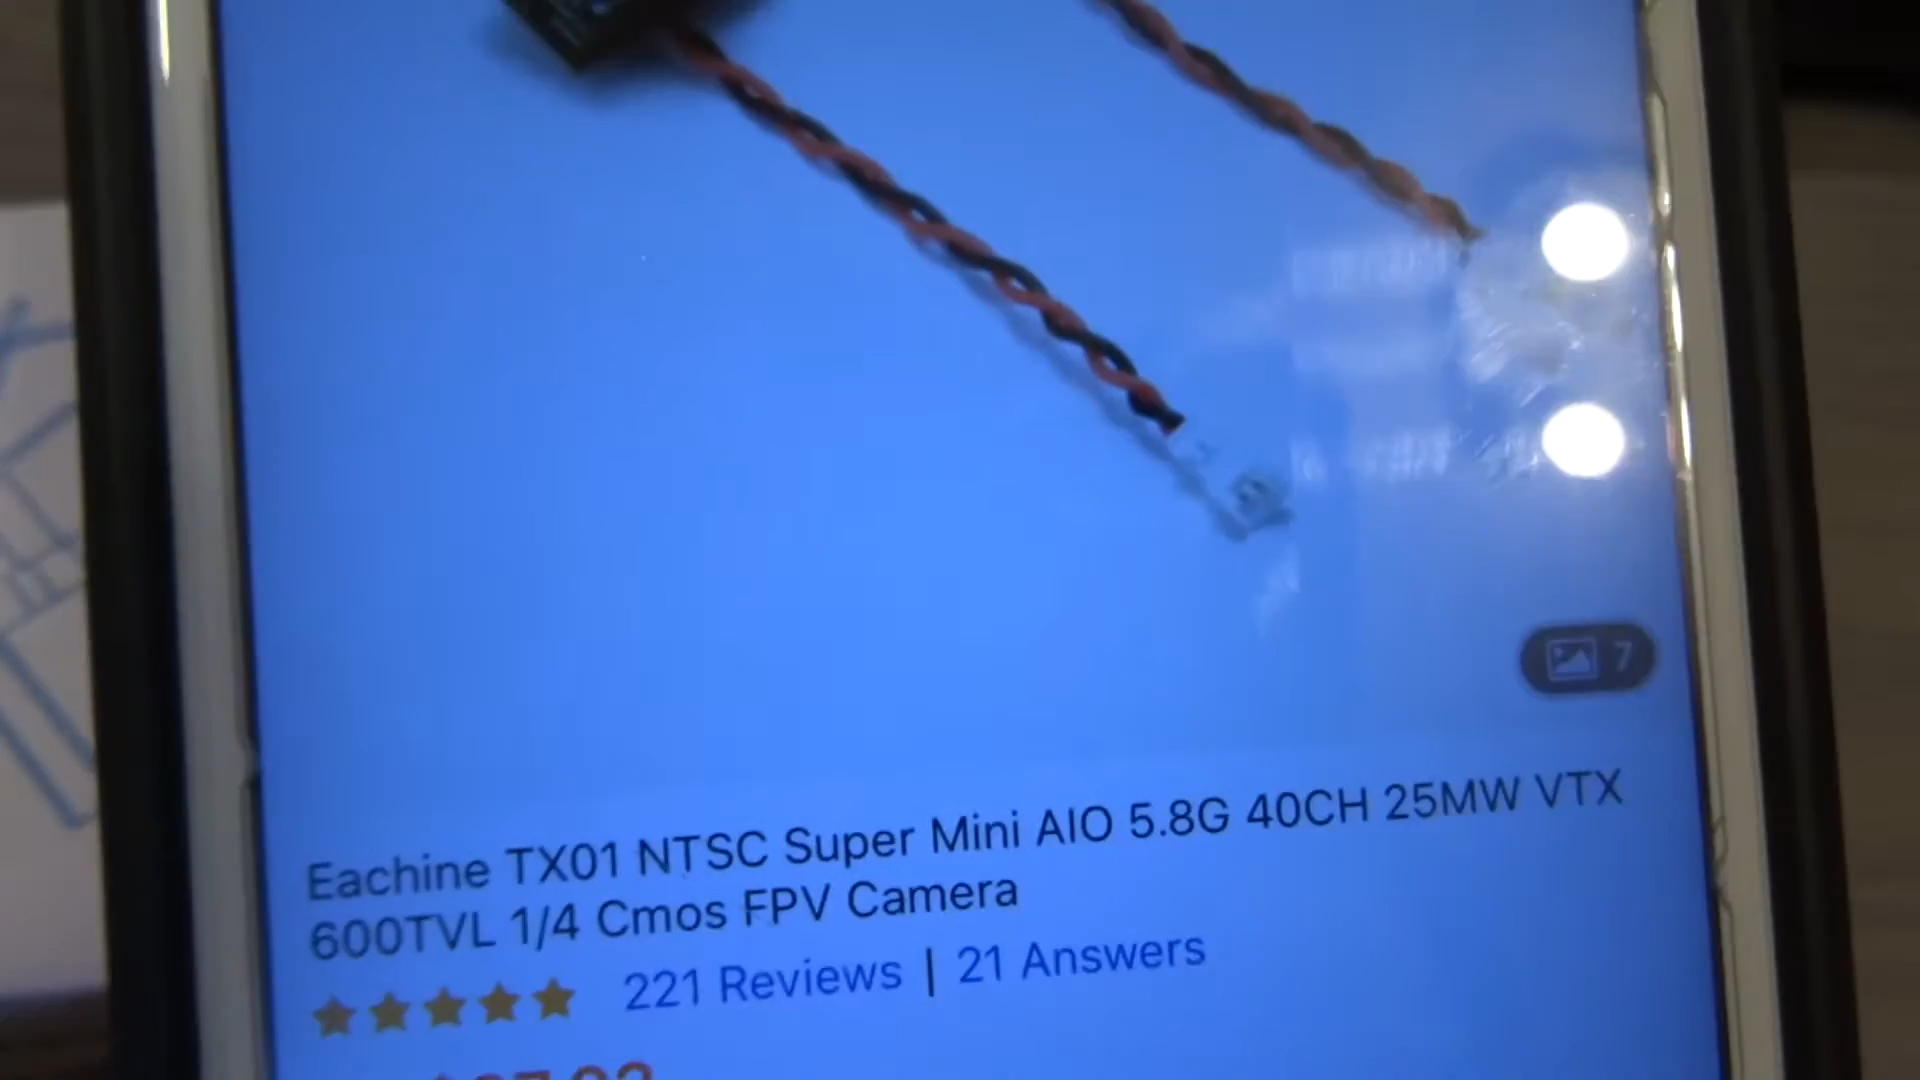 7
Eachine TX01 NTSC Super Mini AIO 5.8G 40CH 25MW VTX
600TVL 1/4 Cmos FPV Camera
221 Reviews | 21 Answers